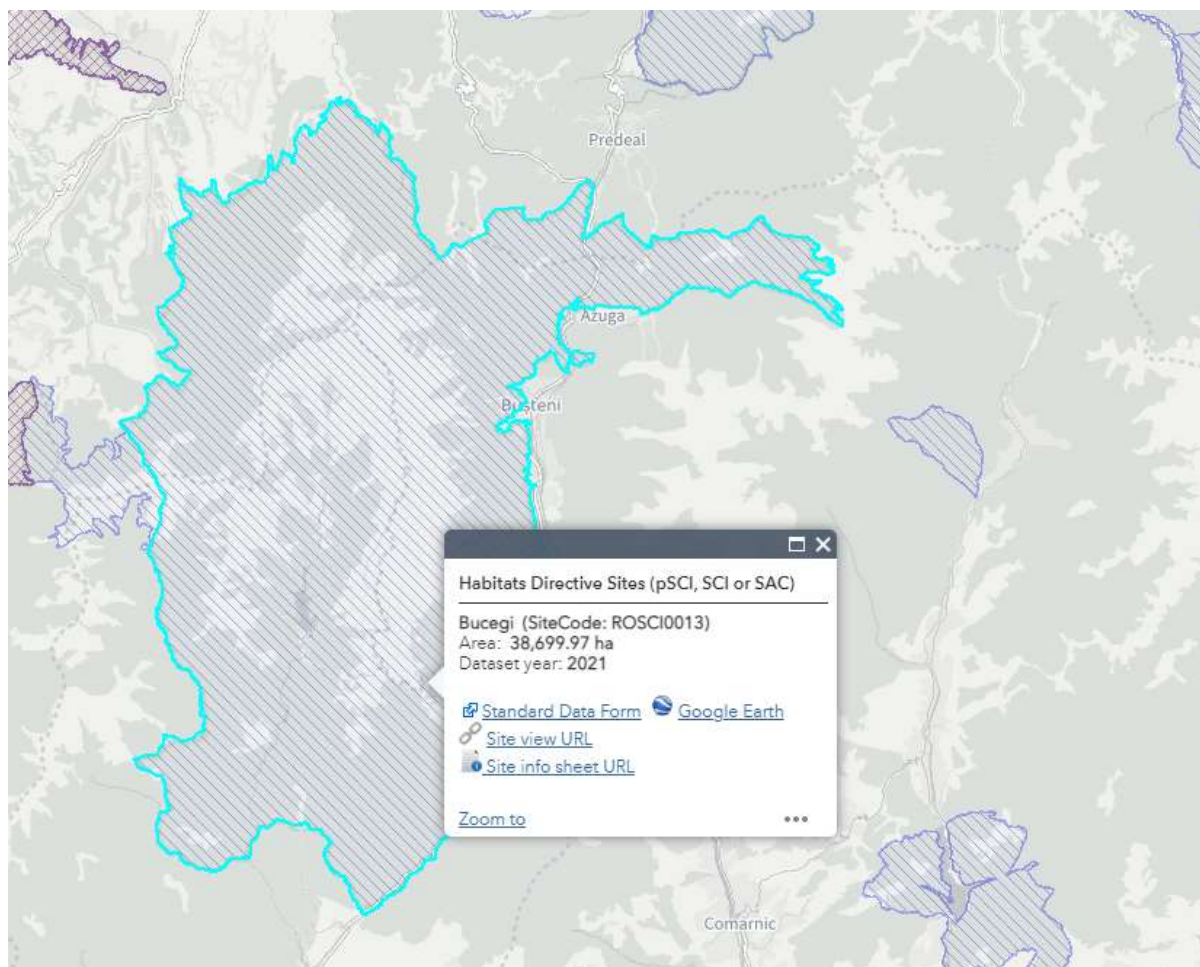 Predeal
Azuga
Bușteni
Habitats Directive Sites (pSCI, SCI or SAC)
Bucegi (SiteCode: ROSCI0013)
Area: 38,699.97 ha
Dataset year: 2021
Standard Data Form Google Earth
Site view URL
Site info sheet URL
Zoom to
Comarnic